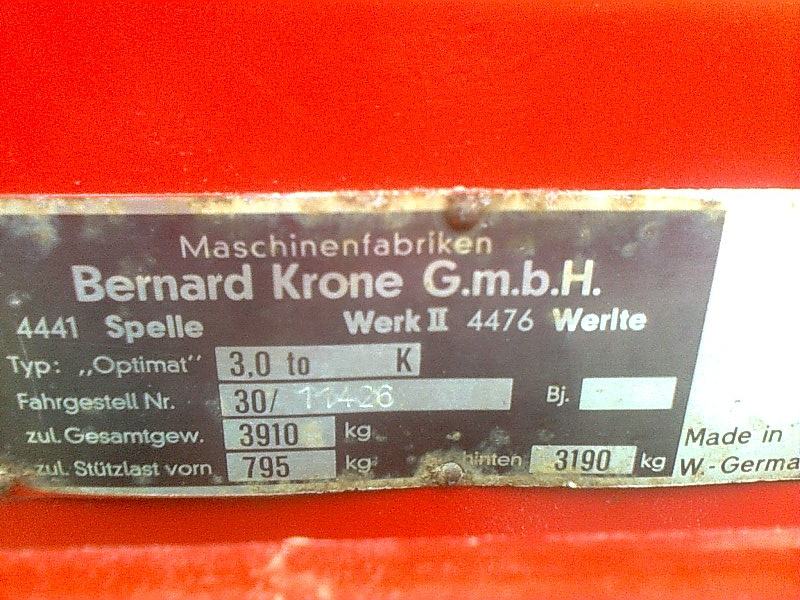 Maschinenfabriken
Bernard Krone G.m.b.H.
4441 Spelle Werk II 4476 Werlte
Typ: „Optimat” 3,0 to K
Fahrgestell Nr. 30/ 11426 Bj.
zul. Gesamtgew. 3910 kg
zul. Stützlast vorn 795 kg hinten 3190 kg
Made in
W.-Germa